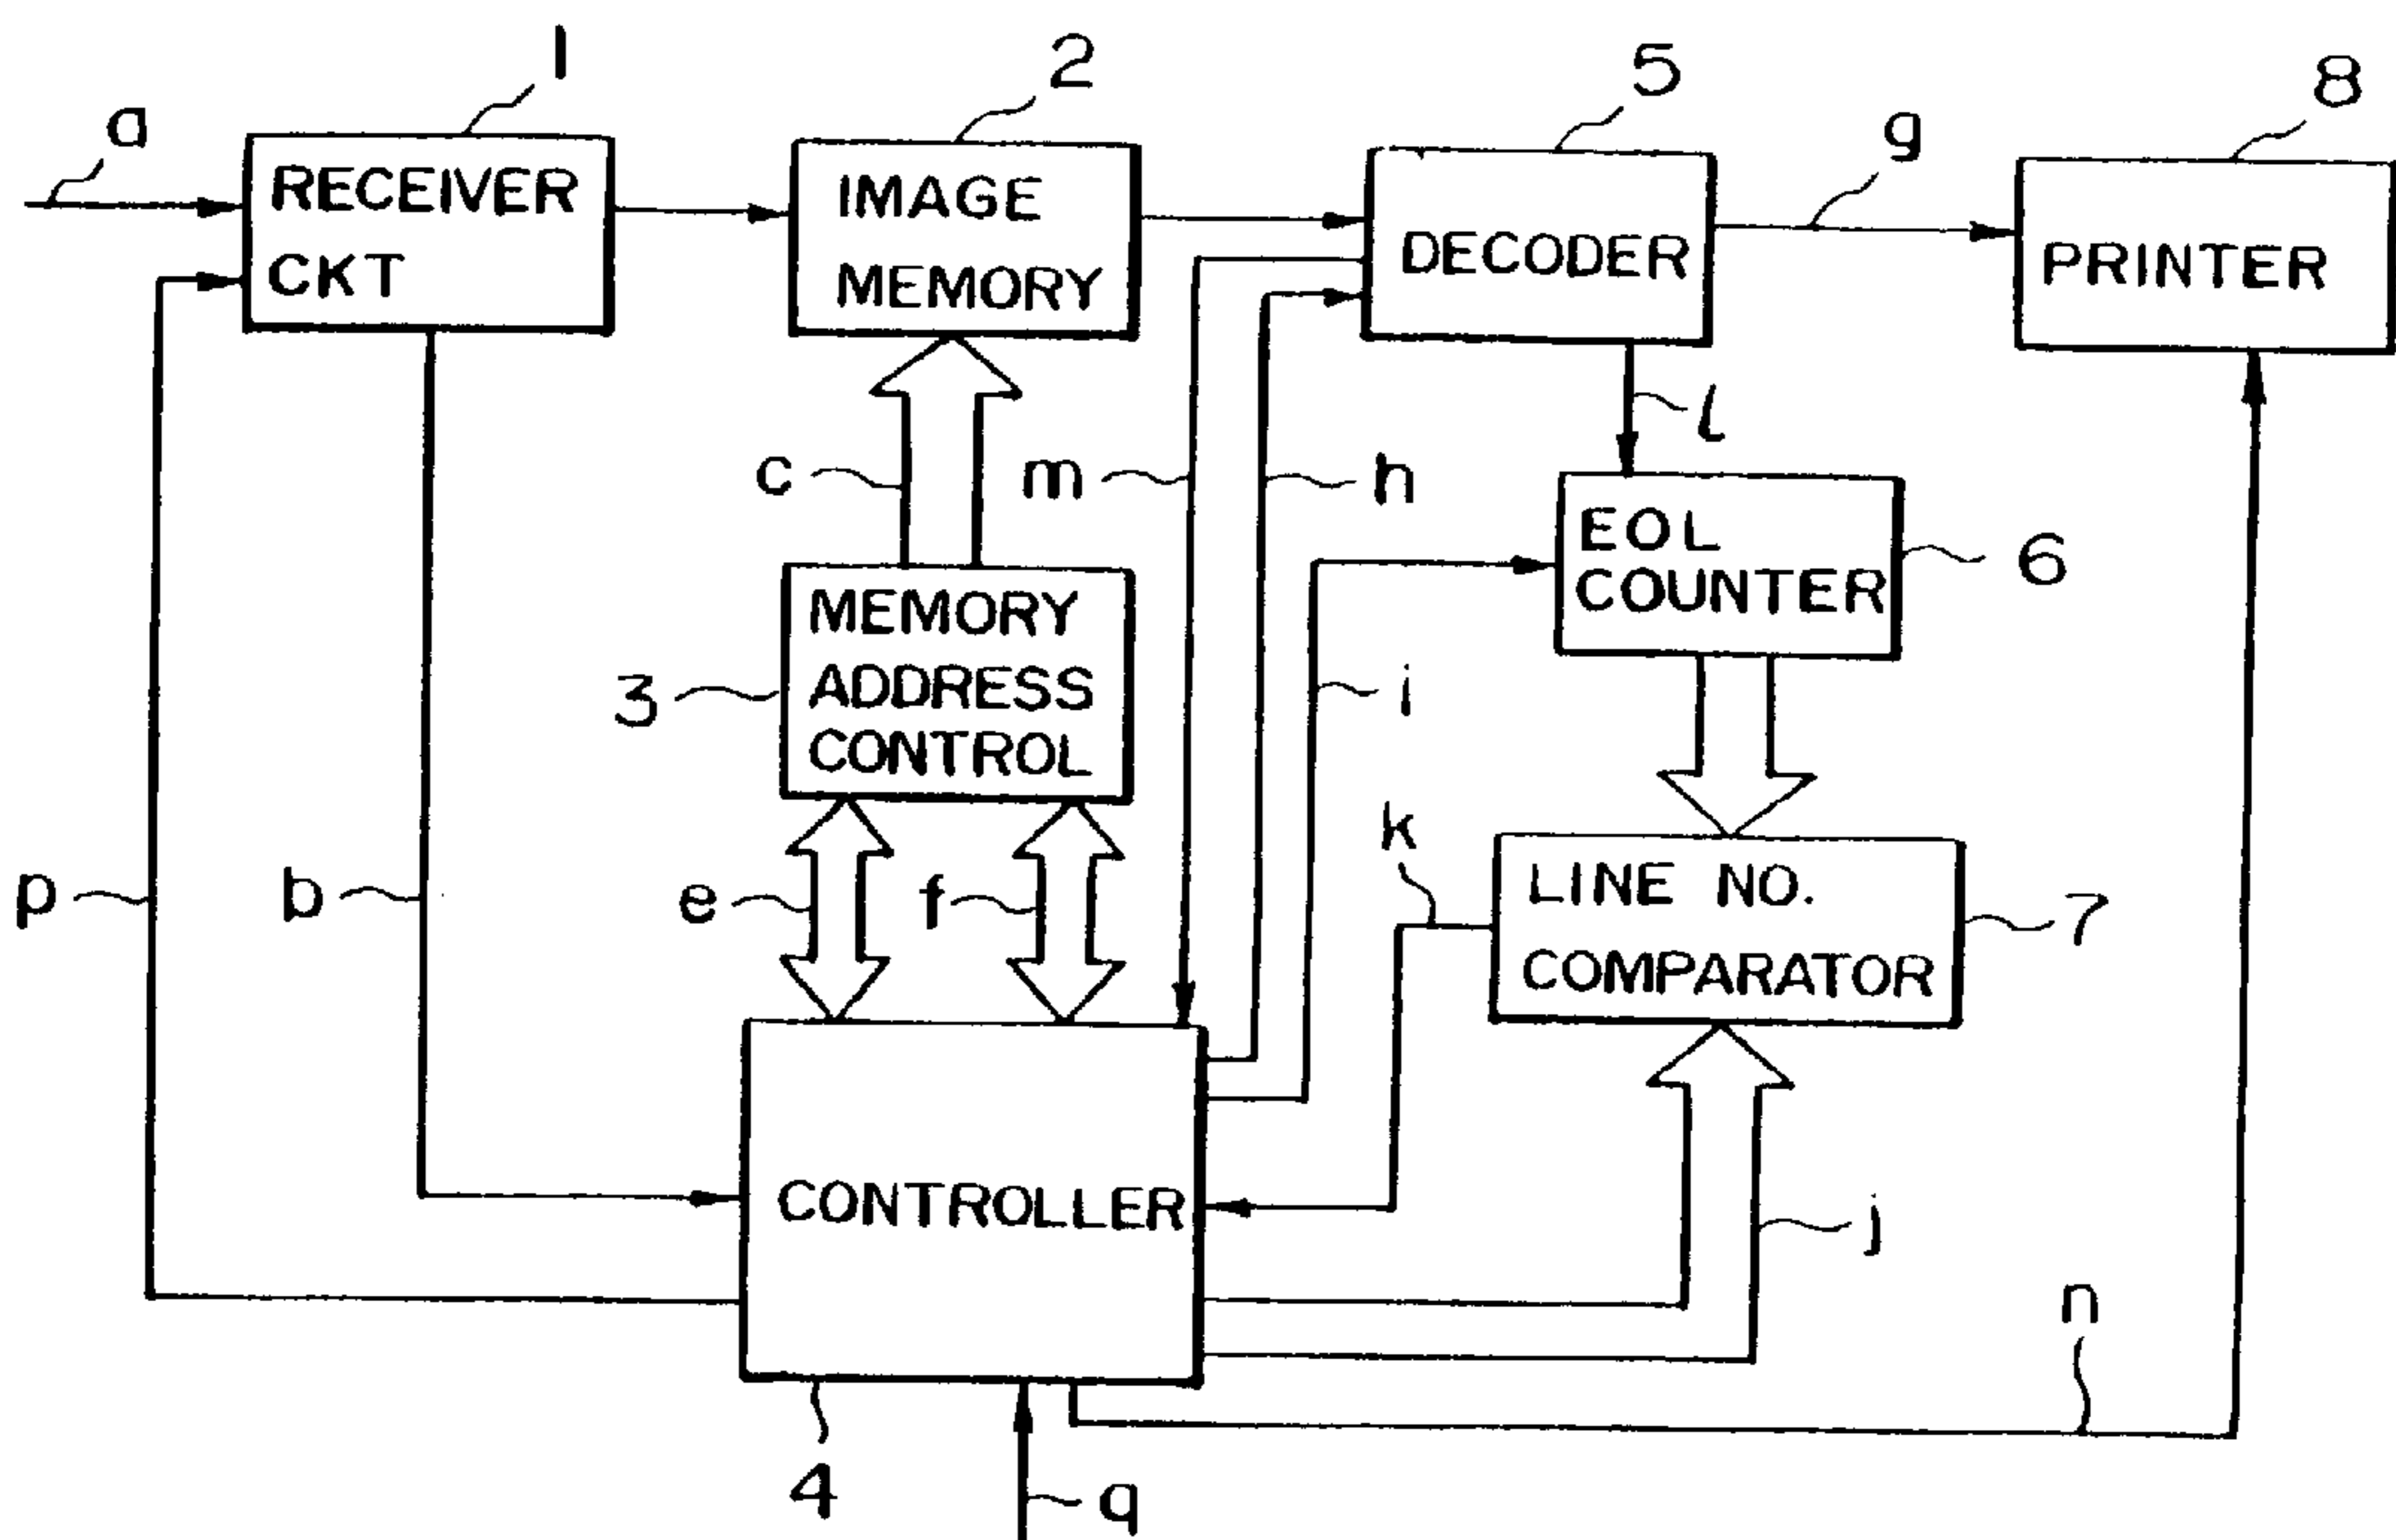 1
2
5
8
a
g
RECEIVER
CKT
IMAGE
MEMORY
DECODER
PRINTER
l
c
m
h
EOL
COUNTER
6
MEMORY
ADDRESS
CONTROL
3
i
k
p
b
e
f
LINE NO.
COMPARATOR
7
CONTROLLER
j
n
4
q